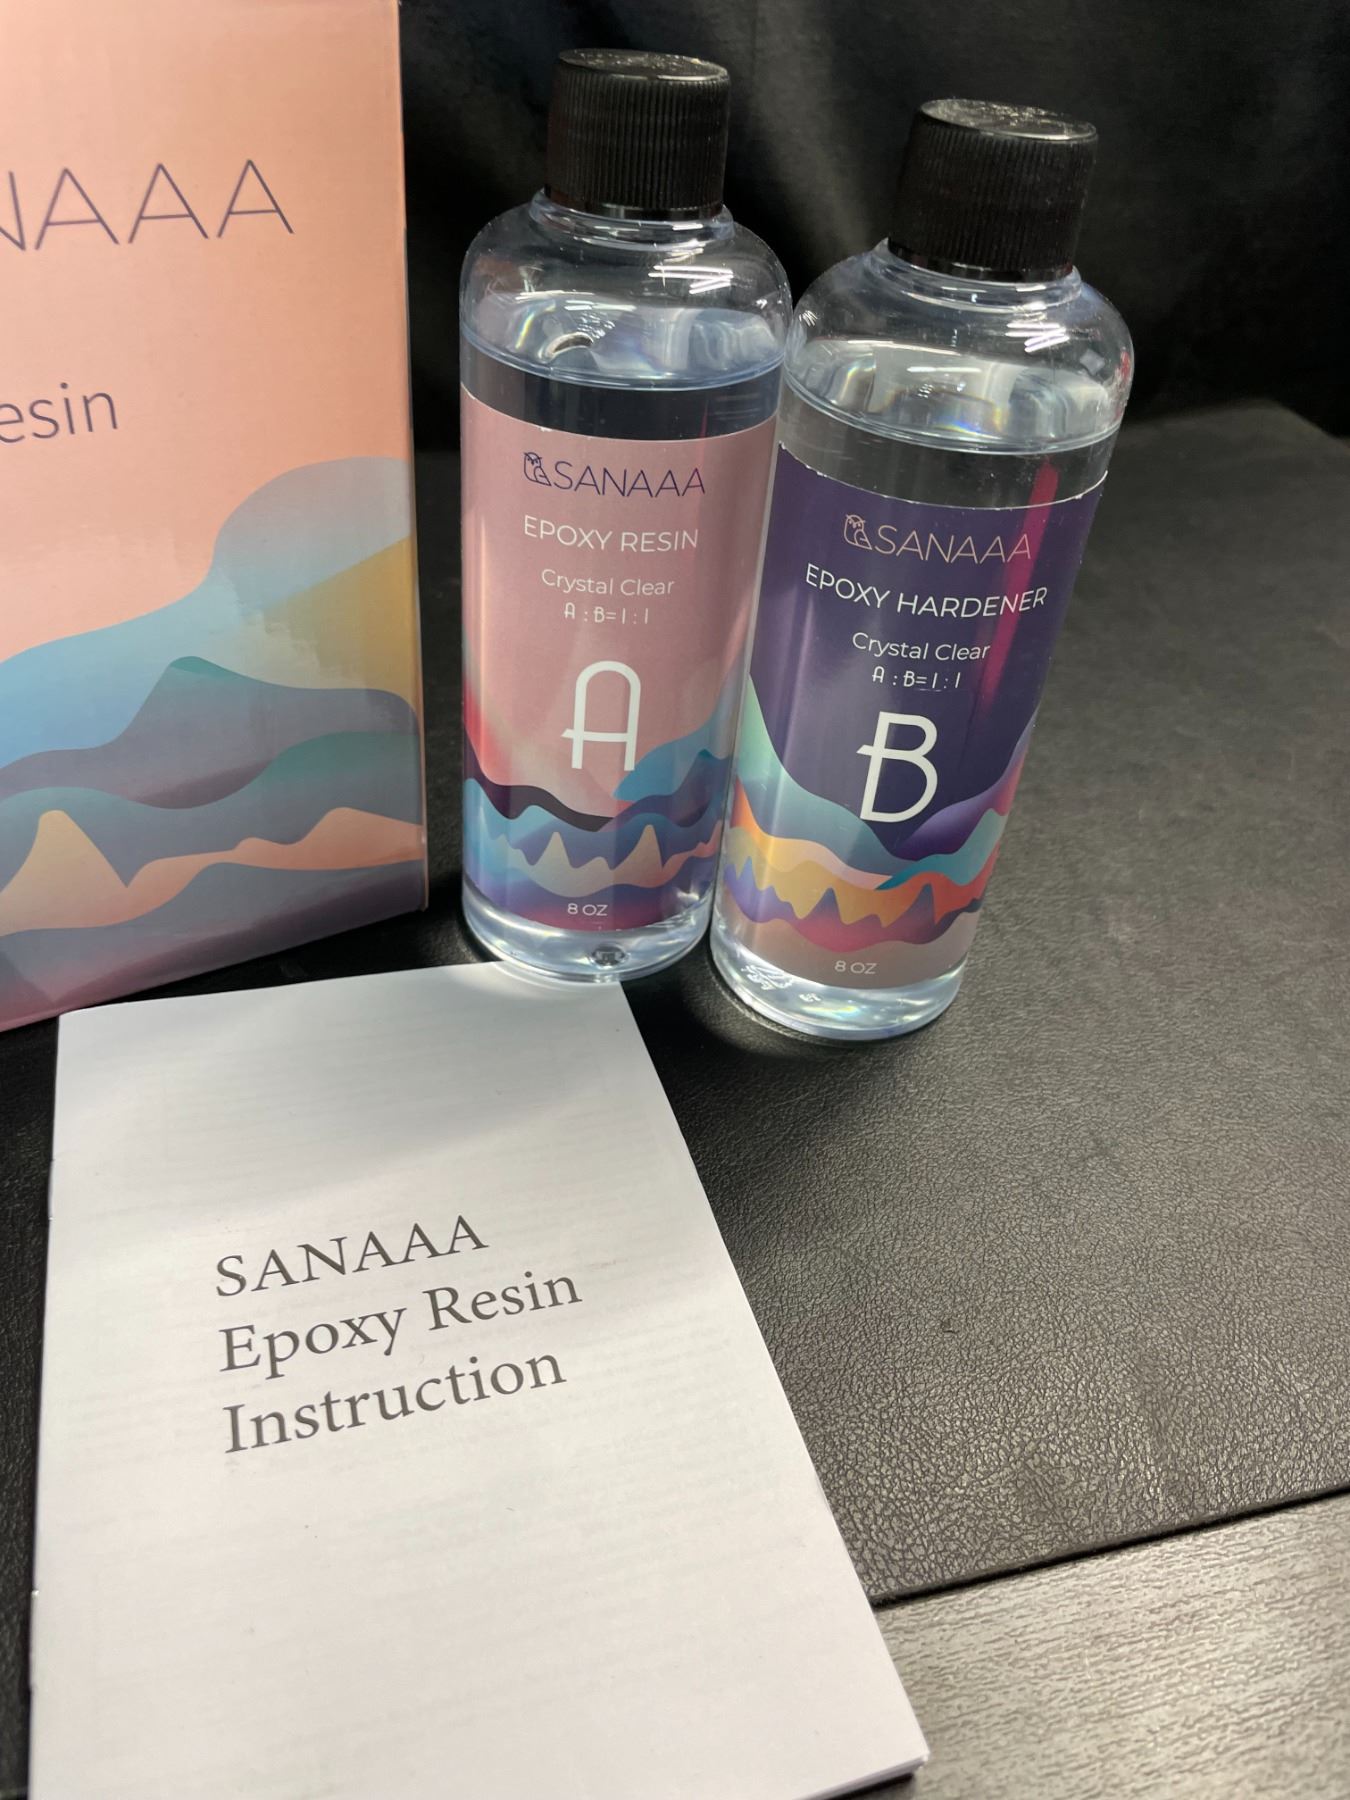 NAAA
esin
SANAAA
EPOXY RESIN
Crystal Clear
A : B = 1 : 1
A
8 OZ
SANAAA
EPOXY HARDENER
Crystal Clear
A : B = 1 : 1
B
8 OZ
SANAAA
Epoxy Resin
Instruction